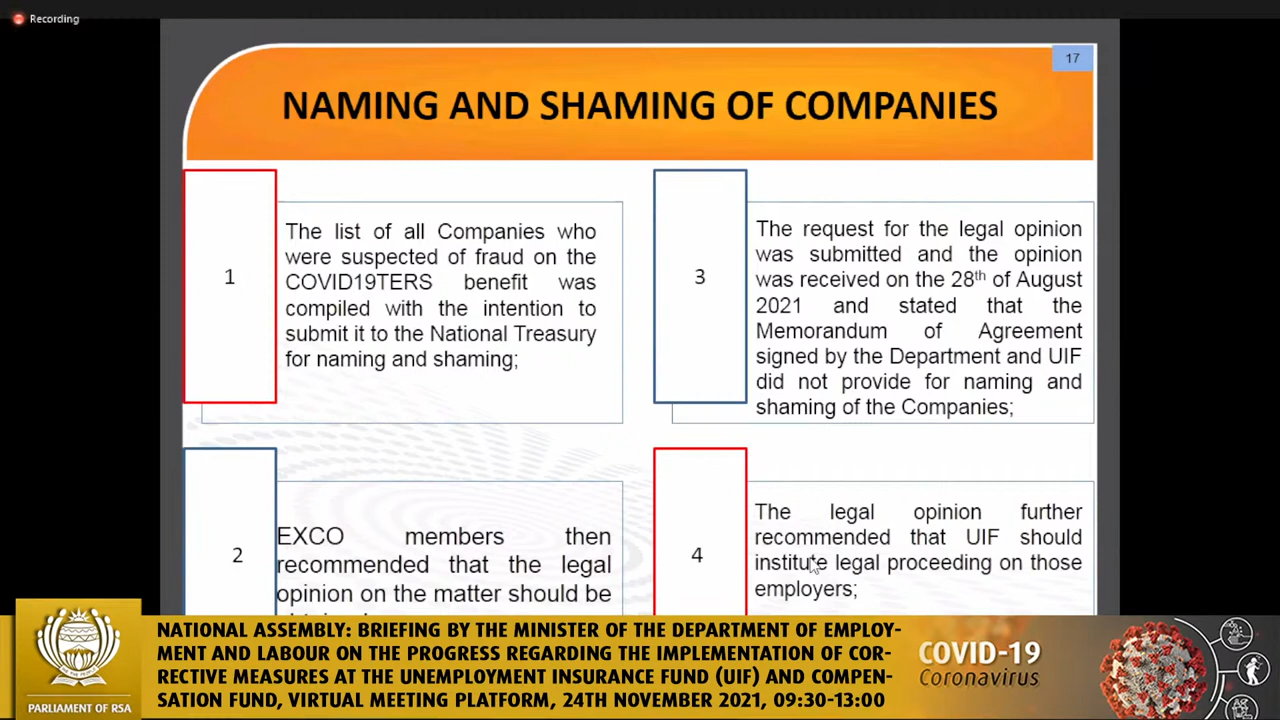 Recording
17
NAMING AND SHAMING OF COMPANIES
1
The list of all Companies who
were suspected of fraud on the
COVID19TERS benefit was
compiled with the intention to
submit it to the National Treasury
for naming and shaming;
2
EXCO members then
recommended that the legal
opinion on the matter should be
3
The request for the legal opinion
was submitted and the opinion
was received on the 28th of August
2021 and stated that the
Memorandum of Agreement
signed by the Department and UIF
did not provide for naming and
shaming of the Companies;
4
The legal opinion further
recommended that UIF should
institute legal proceeding on those
employers;
PARLIAMENT OF RSA
NATIONAL ASSEMBLY: BRIEFING BY THE MINISTER OF THE DEPARTMENT OF EMPLOY-
MENT AND LABOUR ON THE PROGRESS REGARDING THE IMPLEMENTATION OF COR-
RECTIVE MEASURES AT THE UNEMPLOYMENT INSURANCE FUND (UIF) AND COMPEN-
SATION FUND, VIRTUAL MEETING PLATFORM, 24TH NOVEMBER 2021, 09:30-13:00
COVID-19
Coronavirus